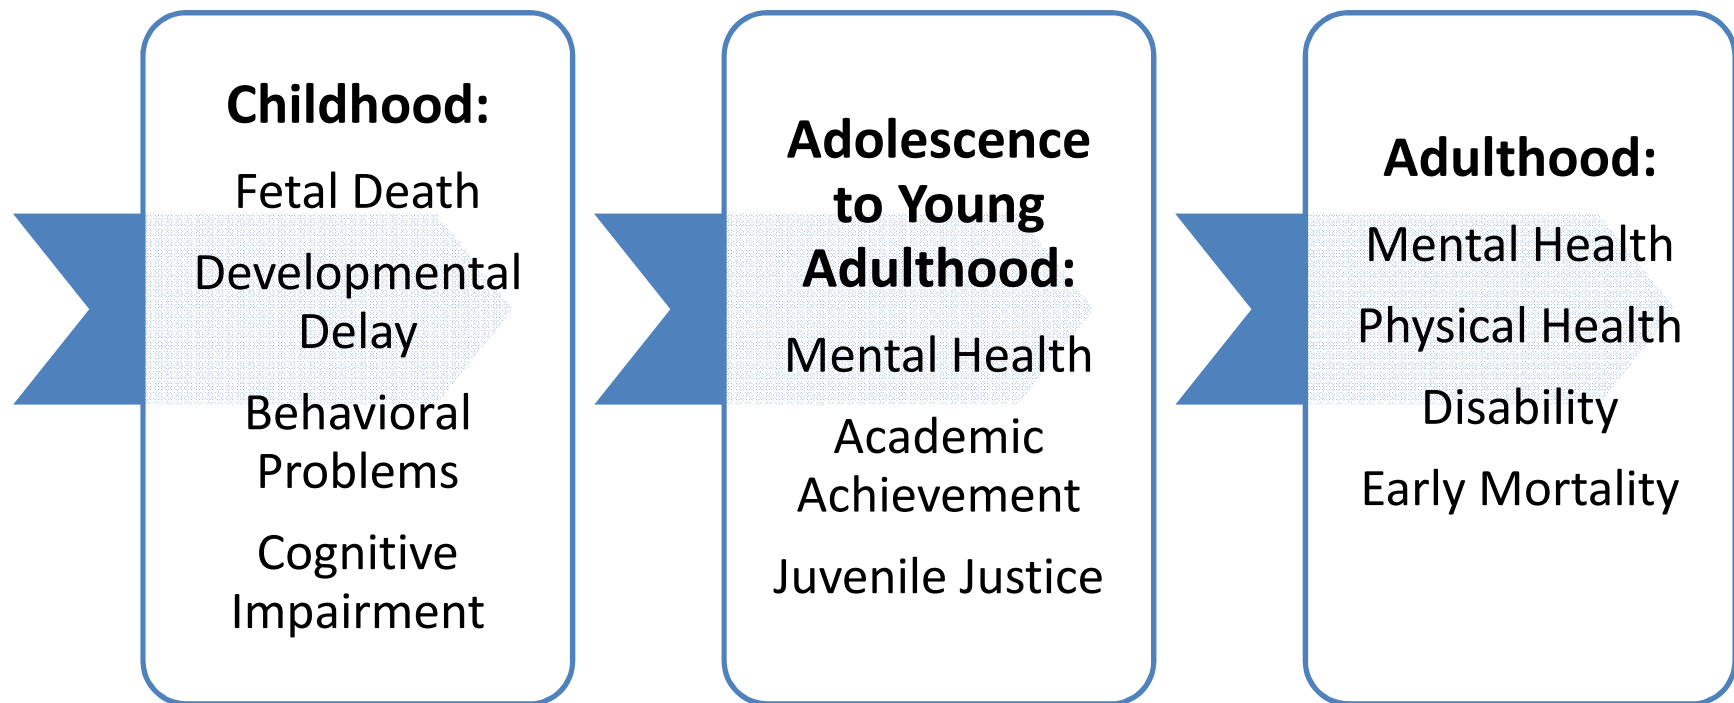 Childhood:
Fetal Death
Developmental
Delay
Behavioral
Problems
Cognitive
Impairment
Adolescence
to Young
Adulthood:
Mental Health
Academic
Achievement
Juvenile Justice
Adulthood:
Mental Health
Physical Health
Disability
Early Mortality